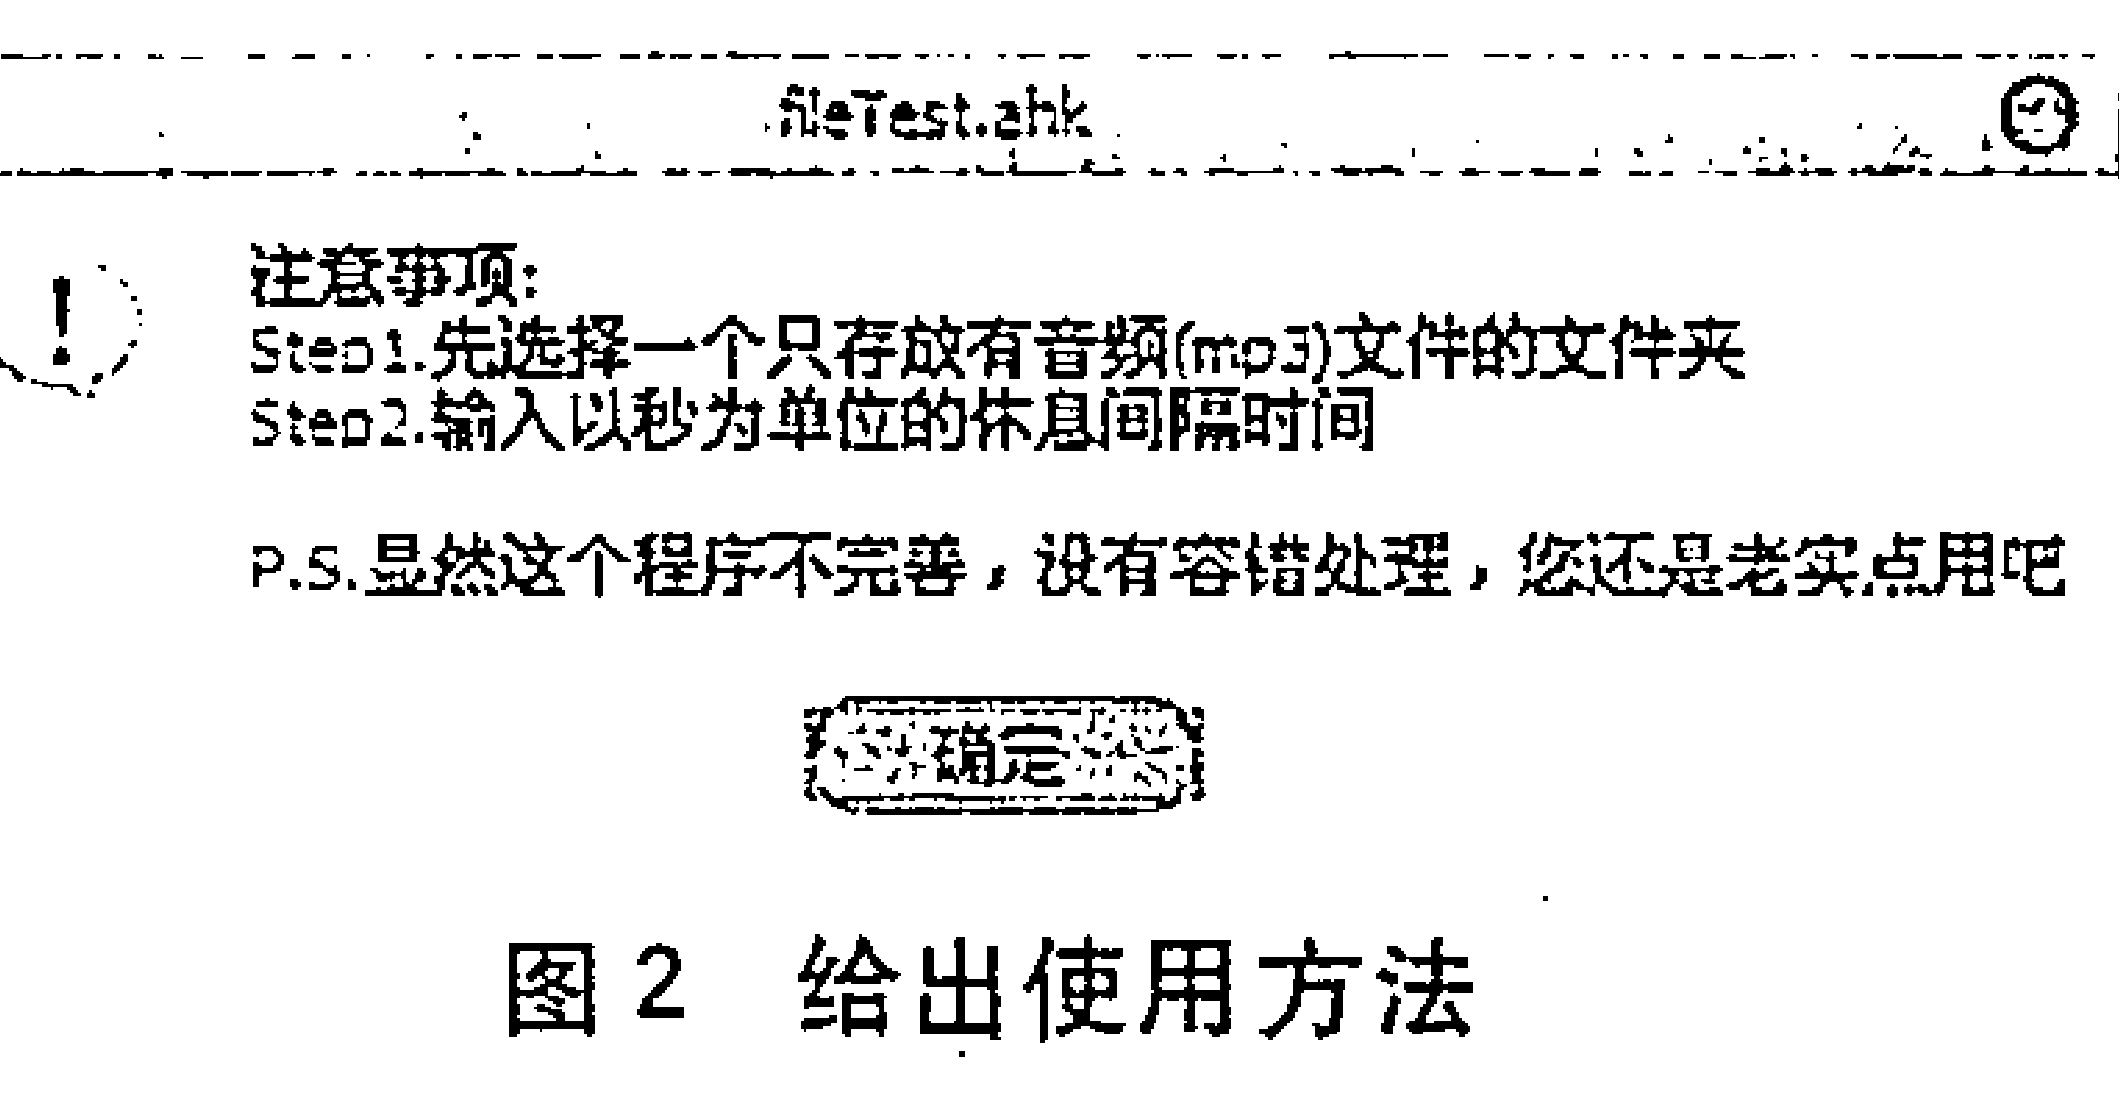 fileTest.ahk
注意事项:
Step1.先选择一个只存放有音频(mp3)文件的文件夹
Step2.输入以秒为单位的休息间隔时间
P.S.显然这个程序不完善，没有容错处理，您还是老实点用吧
确定
图 2 给出使用方法